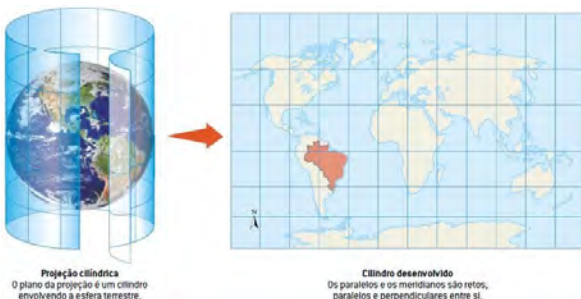 Projeção cilíndrica
O plano da projeção é um cilindro
envolvendo a esfera terrestre.
N
Cilindro desenvolvido
Os paralelos e os meridianos são retos,
paralelos e perpendiculares entre si.